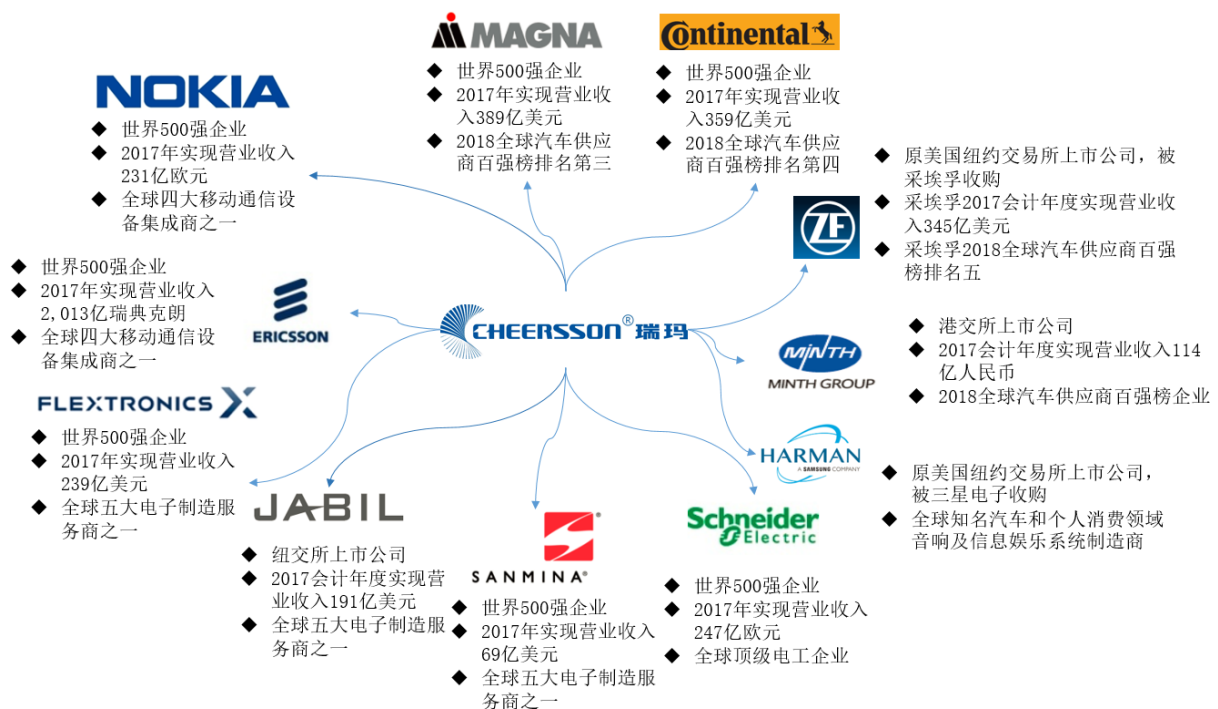 MAGNA
世界500强企业
2017年实现营业收
入389亿美元
2018全球汽车供应
商百强榜排名第三
Continental
世界500强企业
2017年实现营业收
入359亿美元
2018全球汽车供应
商百强榜排名第四
NOKIA
世界500强企业
2017年实现营业收入
231亿欧元
全球四大移动通信设
备集成商之一
ZF
原美国纽约交易所上市公司，被
采埃孚收购
采埃孚2017会计年度实现营业收
入345亿美元
采埃孚2018全球汽车供应商百强
榜排名五
世界500强企业
2017年实现营业收入
2,013亿瑞典克朗
全球四大移动通信设
备集成商之一
ERICSSON
CHEERSSON® 瑞玛
MINTH
MINTH GROUP
港交所上市公司
2017会计年度实现营业收入114
亿人民币
2018全球汽车供应商百强榜企业
FLEXTRONICS
世界500强企业
2017年实现营业收入
239亿美元
全球五大电子制造服
务商之一
HARMAN
A SAMSUNG COMPANY
原美国纽约交易所上市公司，
被三星电子收购
全球知名汽车和个人消费领域
音响及信息娱乐系统制造商
JABIL
纽交所上市公司
2017会计年度实现营
业收入191亿美元
全球五大电子制造服
务商之一
SANMINA®
世界500强企业
2017年实现营业收入
69亿美元
全球五大电子制造服
务商之一
Schneider
Electric
世界500强企业
2017年实现营业收入
247亿欧元
全球顶级电工企业